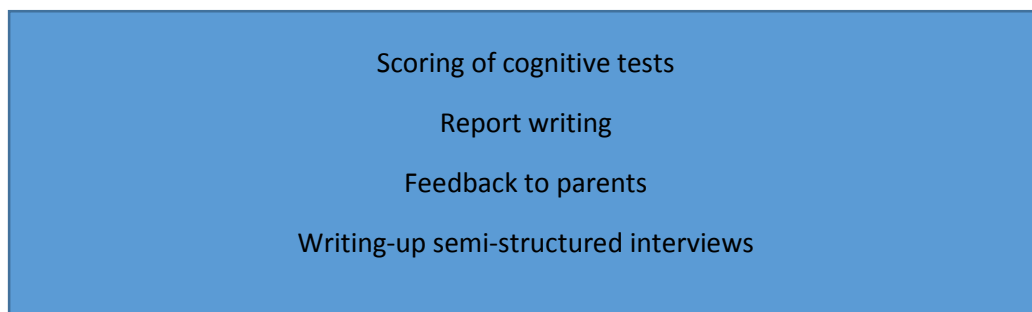 Scoring of cognitive tests
Report writing
Feedback to parents
Writing-up semi-structured interviews